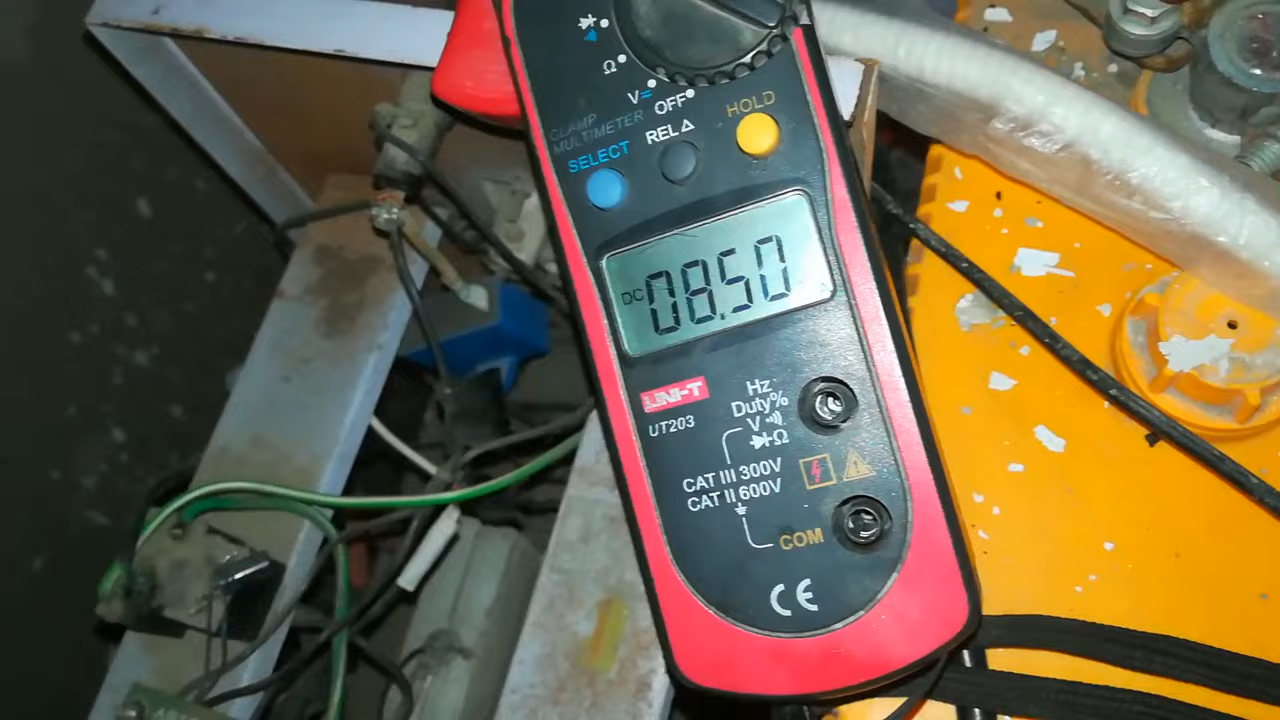 Ω
V=
OFF
CLAMP
MULTIMETER
SELECT
REL△
HOLD
DC 08.50
UNI-T
UT203
Hz
Duty%
V
Ω
CAT III 300V
CAT II 600V
COM
CE